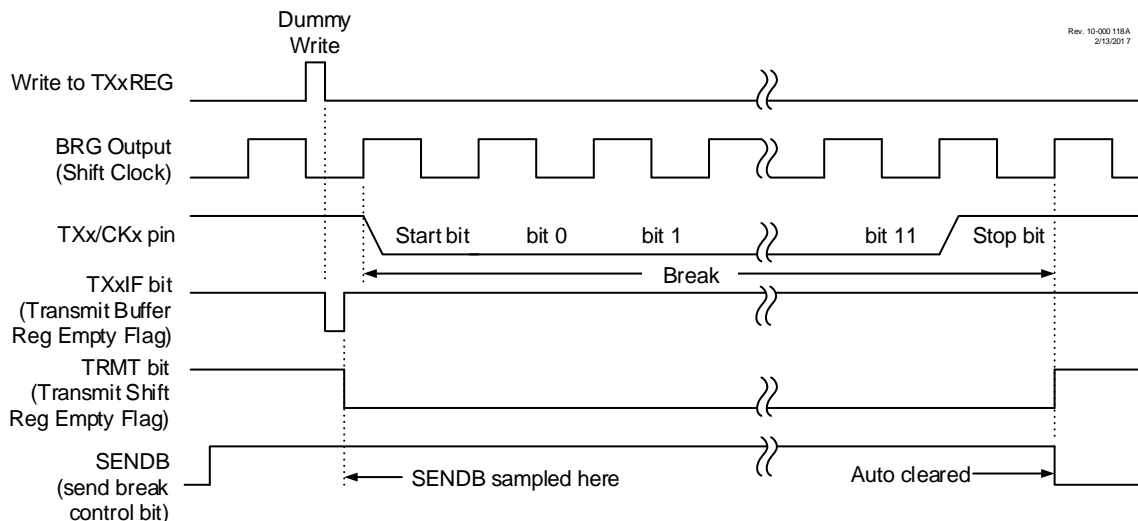 Dummy
Write
Rev. 10-000 118A
2/13/201 7
Write to TXxREG
BRG Output
(Shift Clock)
TXx/CKx pin
Start bit
bit 0
bit 1
bit 11
Stop bit
Break
TXxIF bit
(Transmit Buffer
Reg Empty Flag)
TRMT bit
(Transmit Shift
Reg Empty Flag)
SENDB
(send break
control bit)
SENDB sampled here
Auto cleared